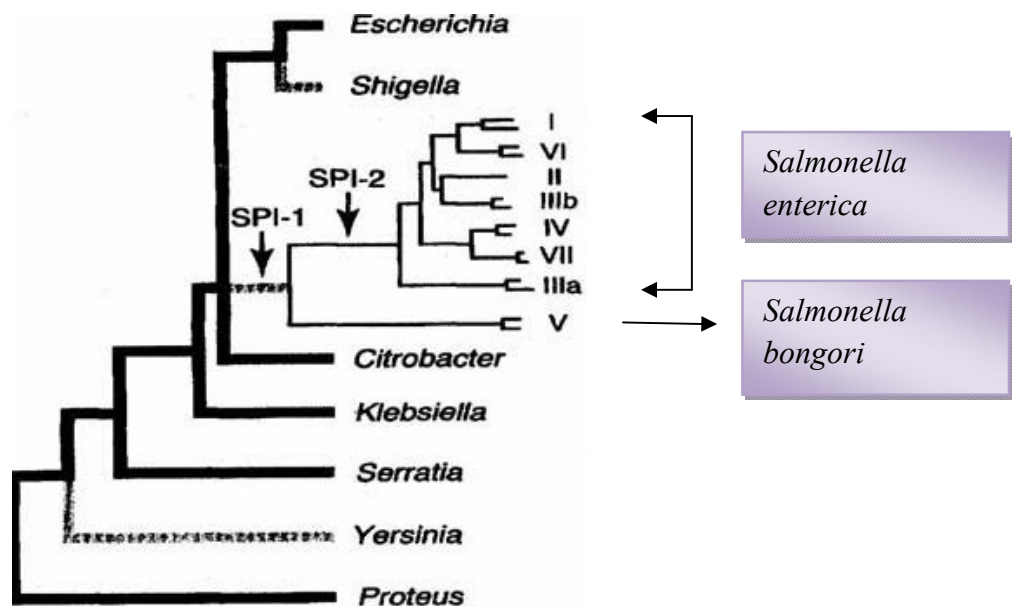 Escherichia
Shigella
I
VI
SPI-2
II
SPI-1
IIIb
IV
VII
IIIa
V
Citrobacter
Klebsiella
Serratia
Yersinia
Proteus
Salmonella
enterica
Salmonella
bongori